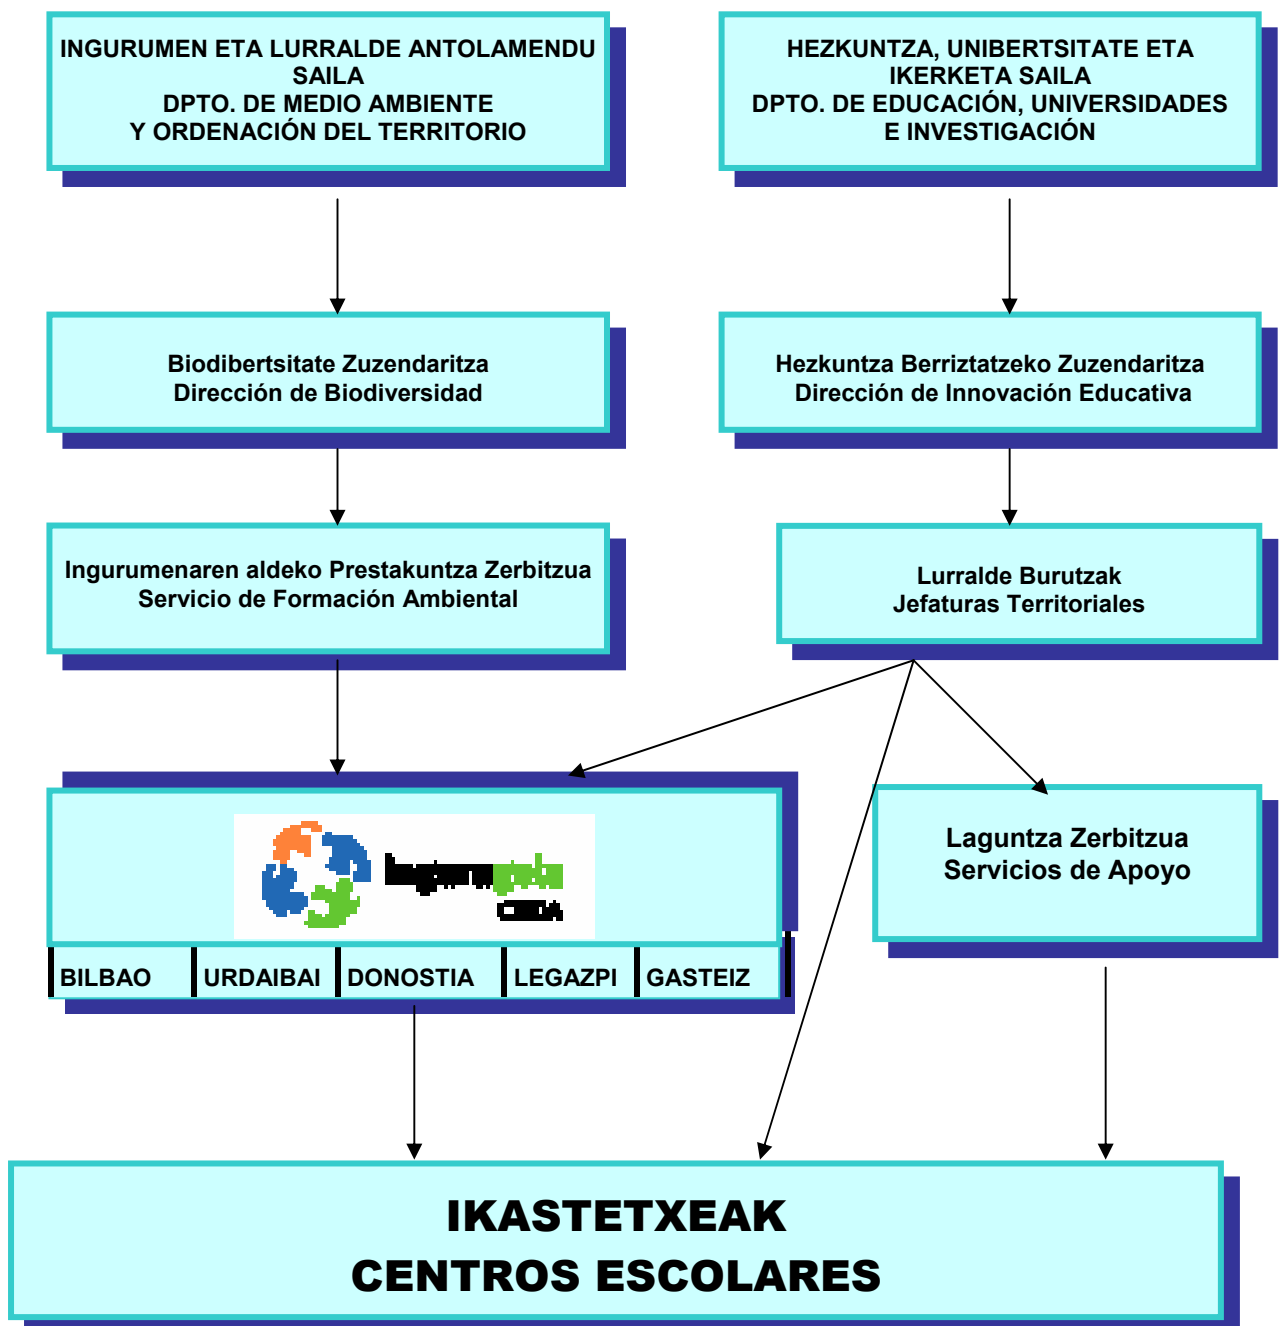 INGURUMEN ETA LURRALDE ANTOLAMENDU
SAILA
DPTO. DE MEDIO AMBIENTE
Y ORDENACIÓN DEL TERRITORIO
HEZKUNTZA, UNIBERTSITATE ETA
IKERKETA SAILA
DPTO. DE EDUCACIÓN, UNIVERSIDADES
E INVESTIGACIÓN
Biodibertsitate Zuzendaritza
Dirección de Biodiversidad
Hezkuntza Berriztatzeko Zuzendaritza
Dirección de Innovación Educativa
Ingurumenaren aldeko Prestakuntza Zerbitzua
Servicio de Formación Ambiental
Lurralde Burutzak
Jefaturas Territoriales
Laguntza Zerbitzua
Servicios de Apoyo
BILBAO URDAIBAI DONOSTIA LEGAZPI GASTEIZ
IKASTETXEAK
CENTROS ESCOLARES